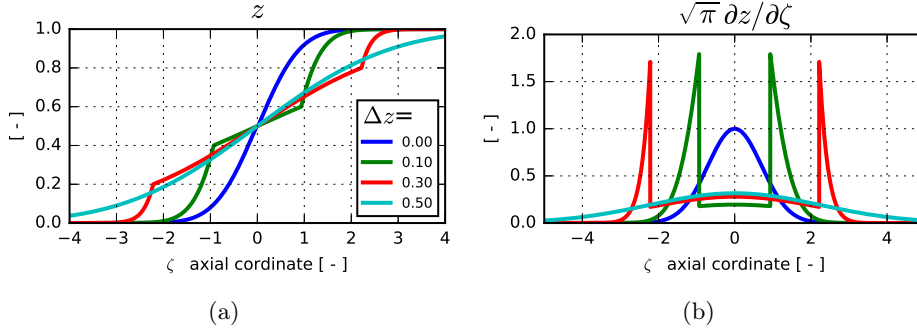 z
1.0
0.8
0.6
0.4
0.2
0.0
[ - ]
−4 −3 −2 −1 0 1 2 3 4
ζ axial cordinate [ - ]
Δz=
0.00
0.10
0.30
0.50
(a)
√π ∂z/∂ζ
2.0
1.5
1.0
0.5
0.0
[ - ]
−4 −2 0 2 4
ζ axial cordinate [ - ]
(b)